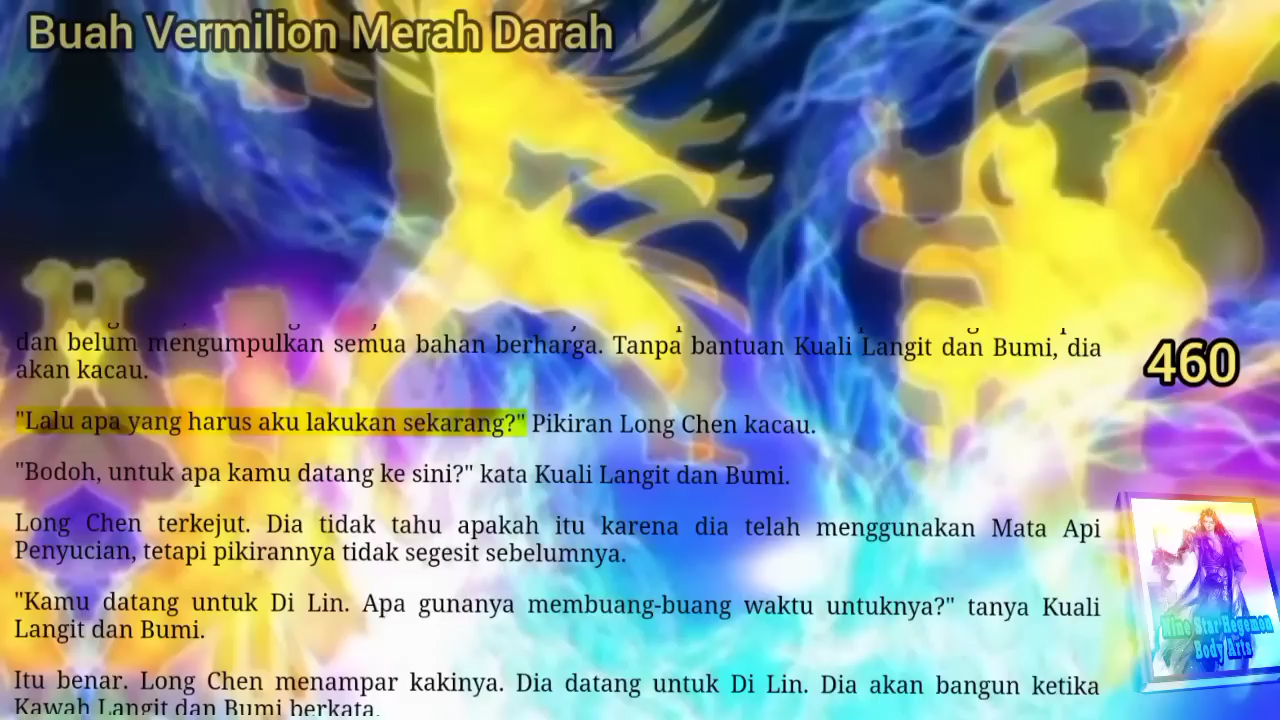 Buah Vermilion Merah Darah
dan belum mengumpulkan semua bahan berharga. Tanpa bantuan Kuali Langit dan Bumi, dia
akan kacau.
460
"Lalu apa yang harus aku lakukan sekarang?" Pikiran Long Chen kacau.
"Bodoh, untuk apa kamu datang ke sini?" kata Kuali Langit dan Bumi.
Long Chen terkejut. Dia tidak tahu apakah itu karena dia telah menggunakan Mata Api
Penyucian, tetapi pikirannya tidak segesit sebelumnya.
"Kamu datang untuk Di Lin. Apa gunanya membuang-buang waktu untuknya?" tanya Kuali
Langit dan Bumi.
Nine Star Hegemon
Body Arts
Itu benar. Long Chen menampar kakinya. Dia datang untuk Di Lin. Dia akan bangun ketika
Kawah Langit dan Bumi berkata.